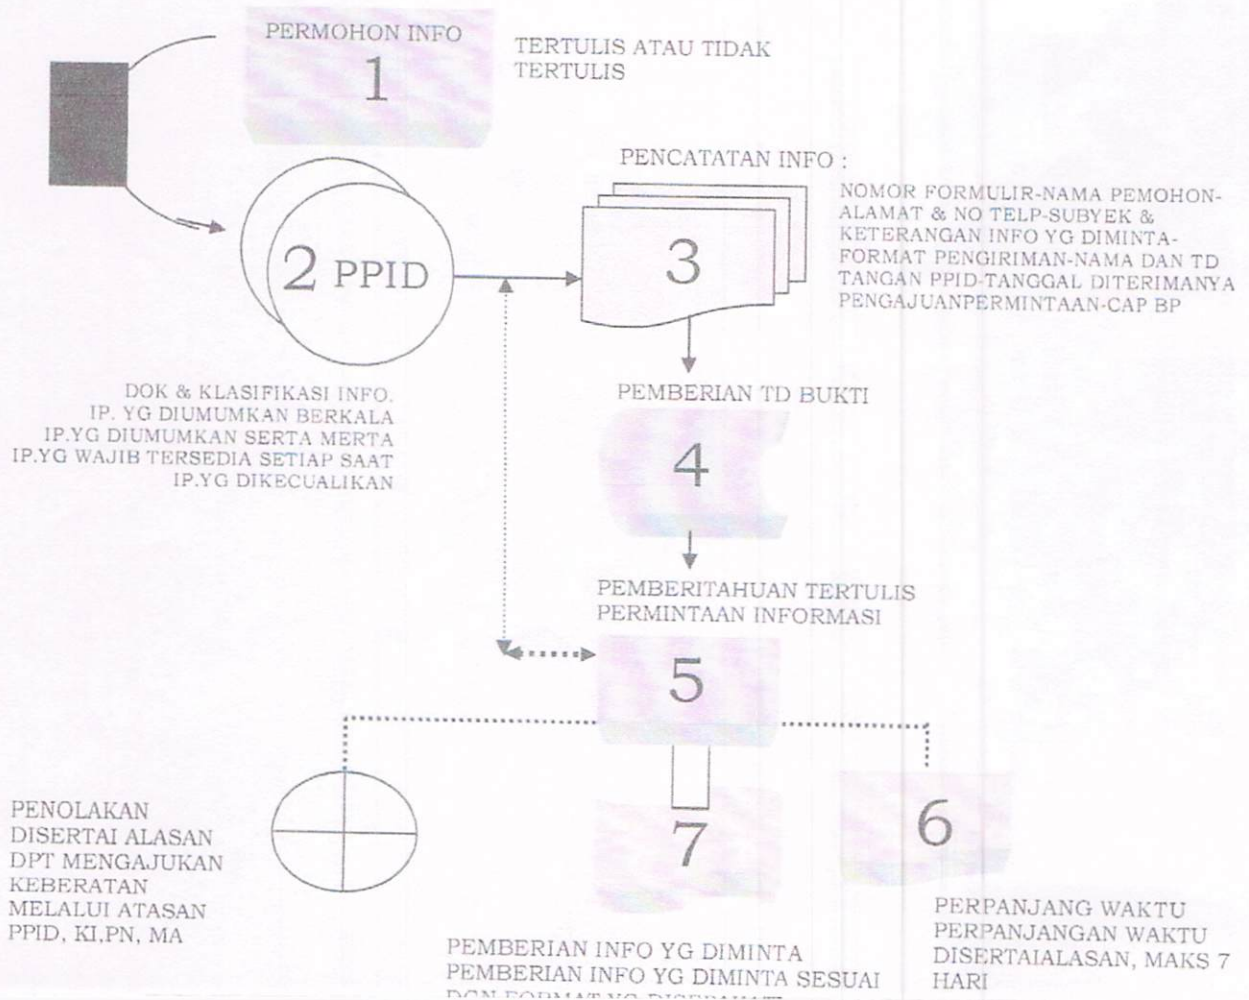 PERMOHON INFO
1
TERTULIS ATAU TIDAK
TERTULIS
PENCATATAN INFO :
NOMOR FORMULIR-NAMA PEMOHON-
ALAMAT & NO TELP-SUBYEK &
KETERANGAN INFO YG DIMINTA-
FORMAT PENGIRIMAN-NAMA DAN TD
TANGAN PPID-TANGGAL DITERIMANYA
PENGAJUANPERMINTAAN-CAP BP
2 PPID
3
DOK & KLASIFIKASI INFO.
IP. YG DIUMUMKAN BERKALA
IP.YG DIUMUMKAN SERTA MERTA
IP.YG WAJIB TERSEDIA SETIAP SAAT
IP.YG DIKECUALIKAN
PEMBERIAN TD BUKTI
4
PEMBERITAHUAN TERTULIS
PERMINTAAN INFORMASI
5
PENOLAKAN
DISERTAI ALASAN
DPT MENGAJUKAN
KEBERATAN
MELALUI ATASAN
PPID, KI,PN, MA
7
6
PEMBERIAN INFO YG DIMINTA
PEMBERIAN INFO YG DIMINTA SESUAI
DGN FORMAT YG
PERPANJANG WAKTU
PERPANJANGAN WAKTU
DISERTAIALASAN, MAKS 7
HARI